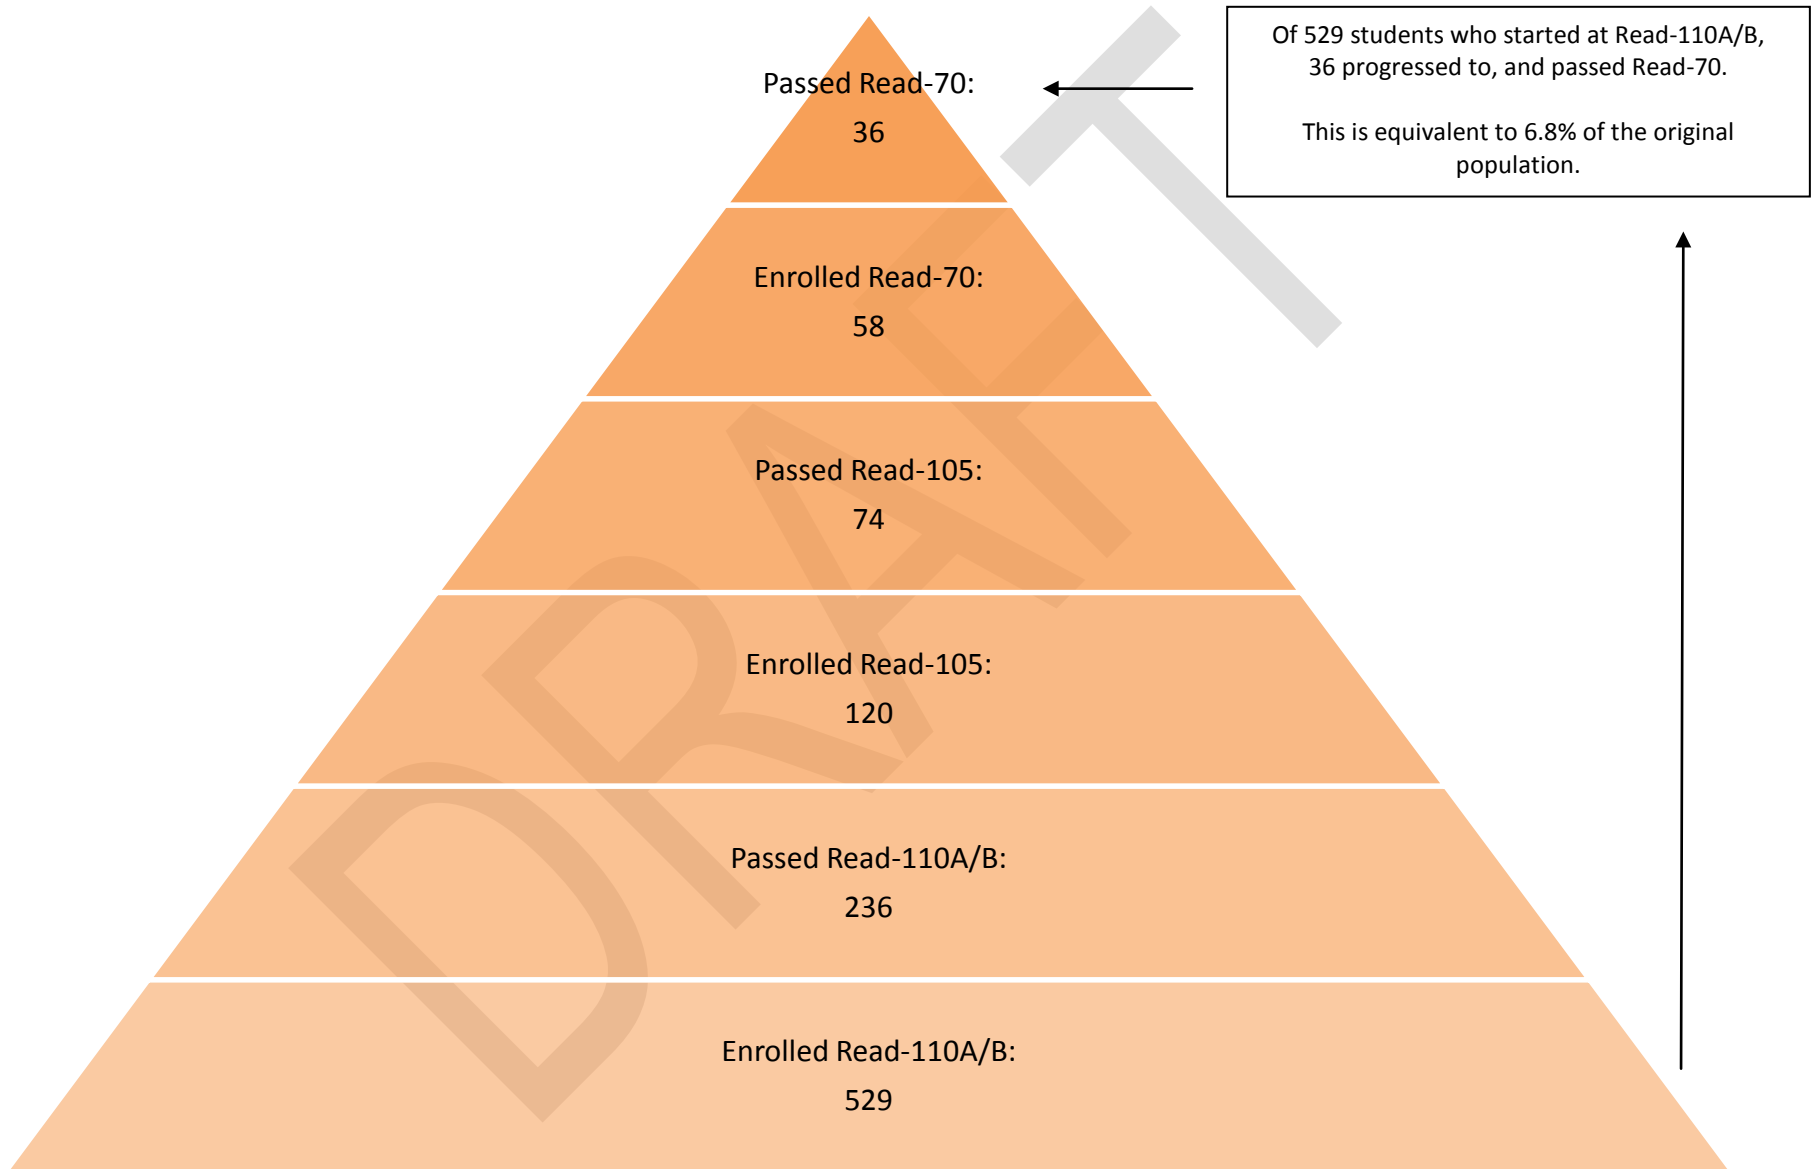 Passed Read-70:
36
Of 529 students who started at Read-110A/B,
36 progressed to, and passed Read-70.
This is equivalent to 6.8% of the original
population.
Enrolled Read-70:
58
Passed Read-105:
74
Enrolled Read-105:
120
Passed Read-110A/B:
236
Enrolled Read-110A/B:
529
DRAFT